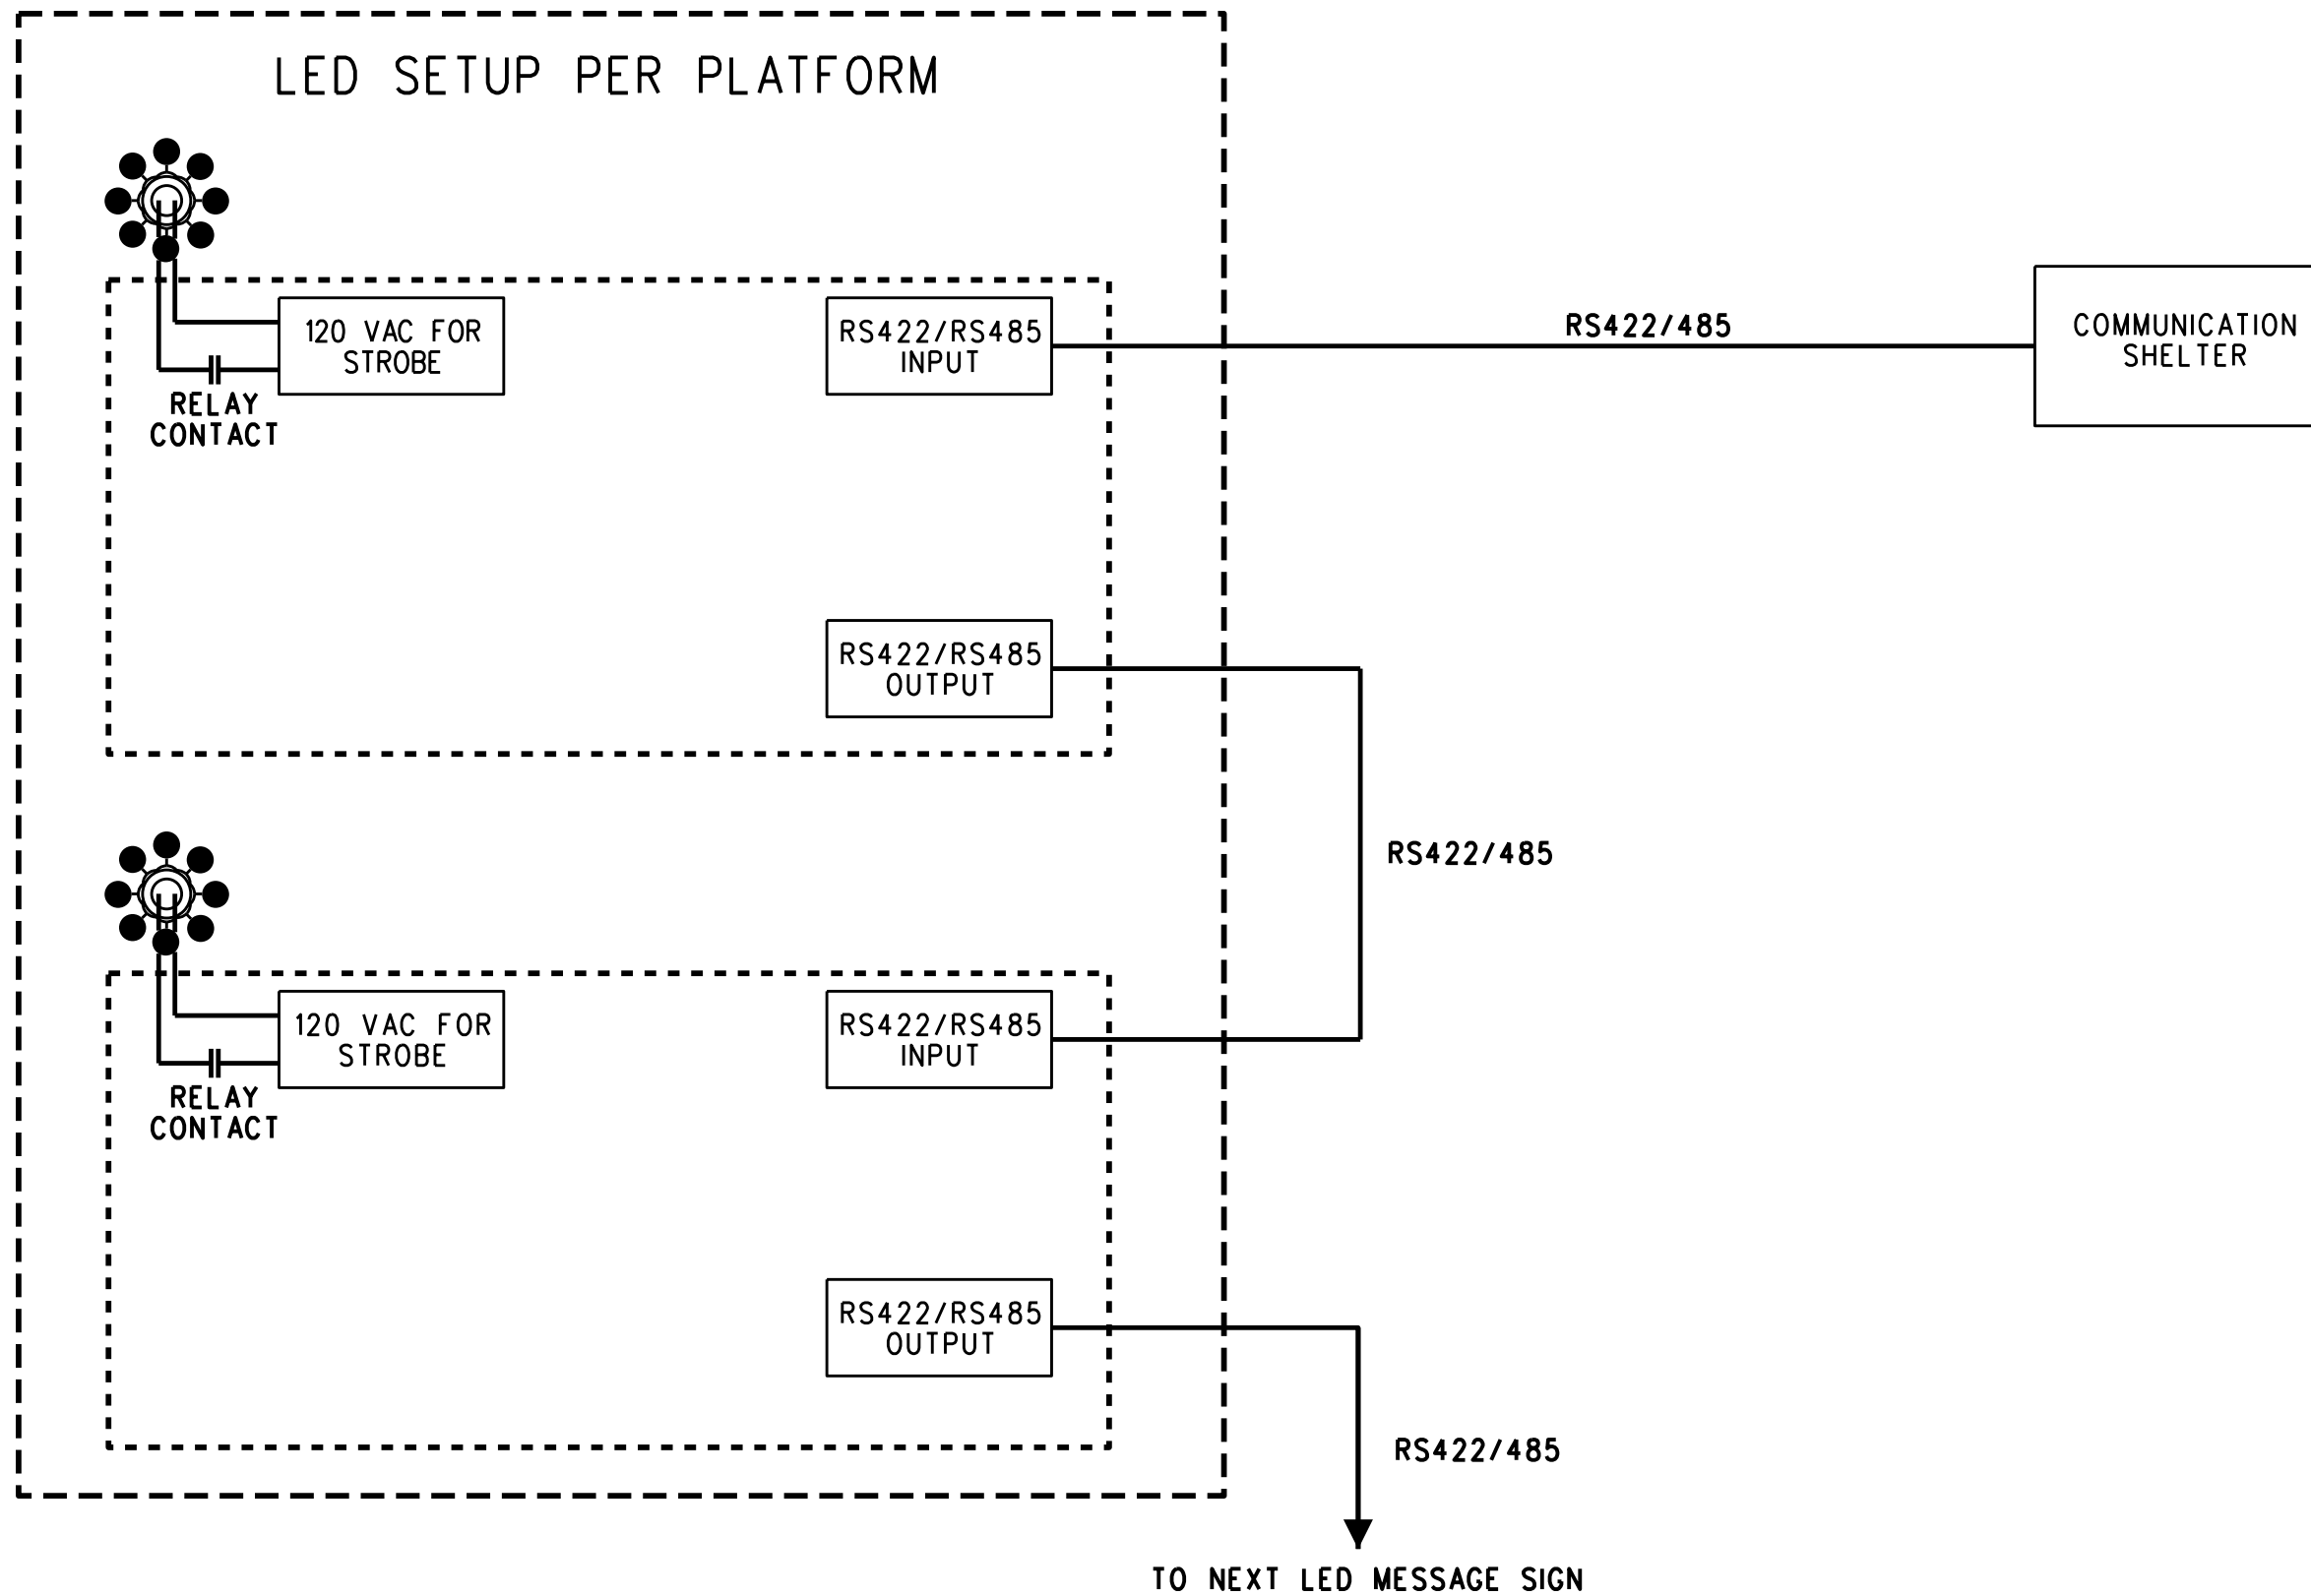 LED SETUP PER PLATFORM
120 VAC FOR
STROBE
RELAY
CONTACT
RS422/RS485
INPUT
RS422/485
COMMUNICATION
SHELTER
RS422/RS485
OUTPUT
RS422/485
120 VAC FOR
STROBE
RELAY
CONTACT
RS422/RS485
INPUT
RS422/RS485
OUTPUT
RS422/485
TO NEXT LED MESSAGE SIGN